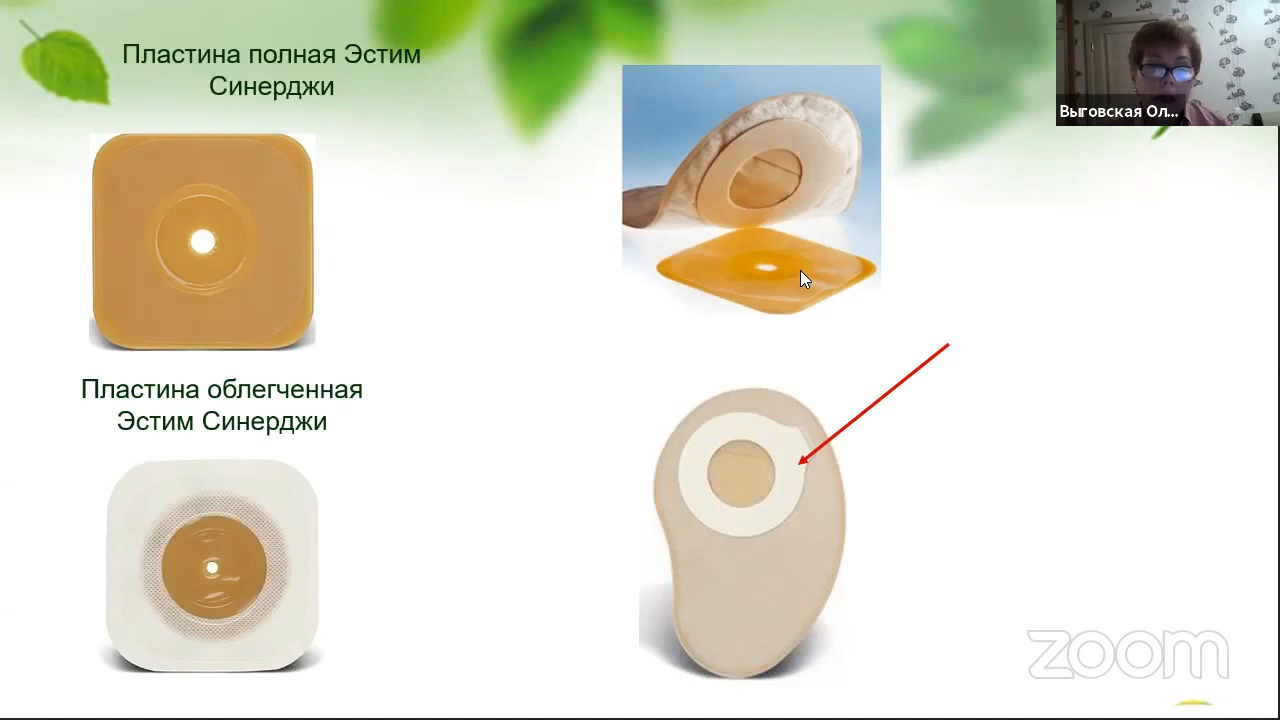 Пластина полная Эстим
Синерджи
Выговская Ол...
Пластина облегченная
Эстим Синерджи
zoom